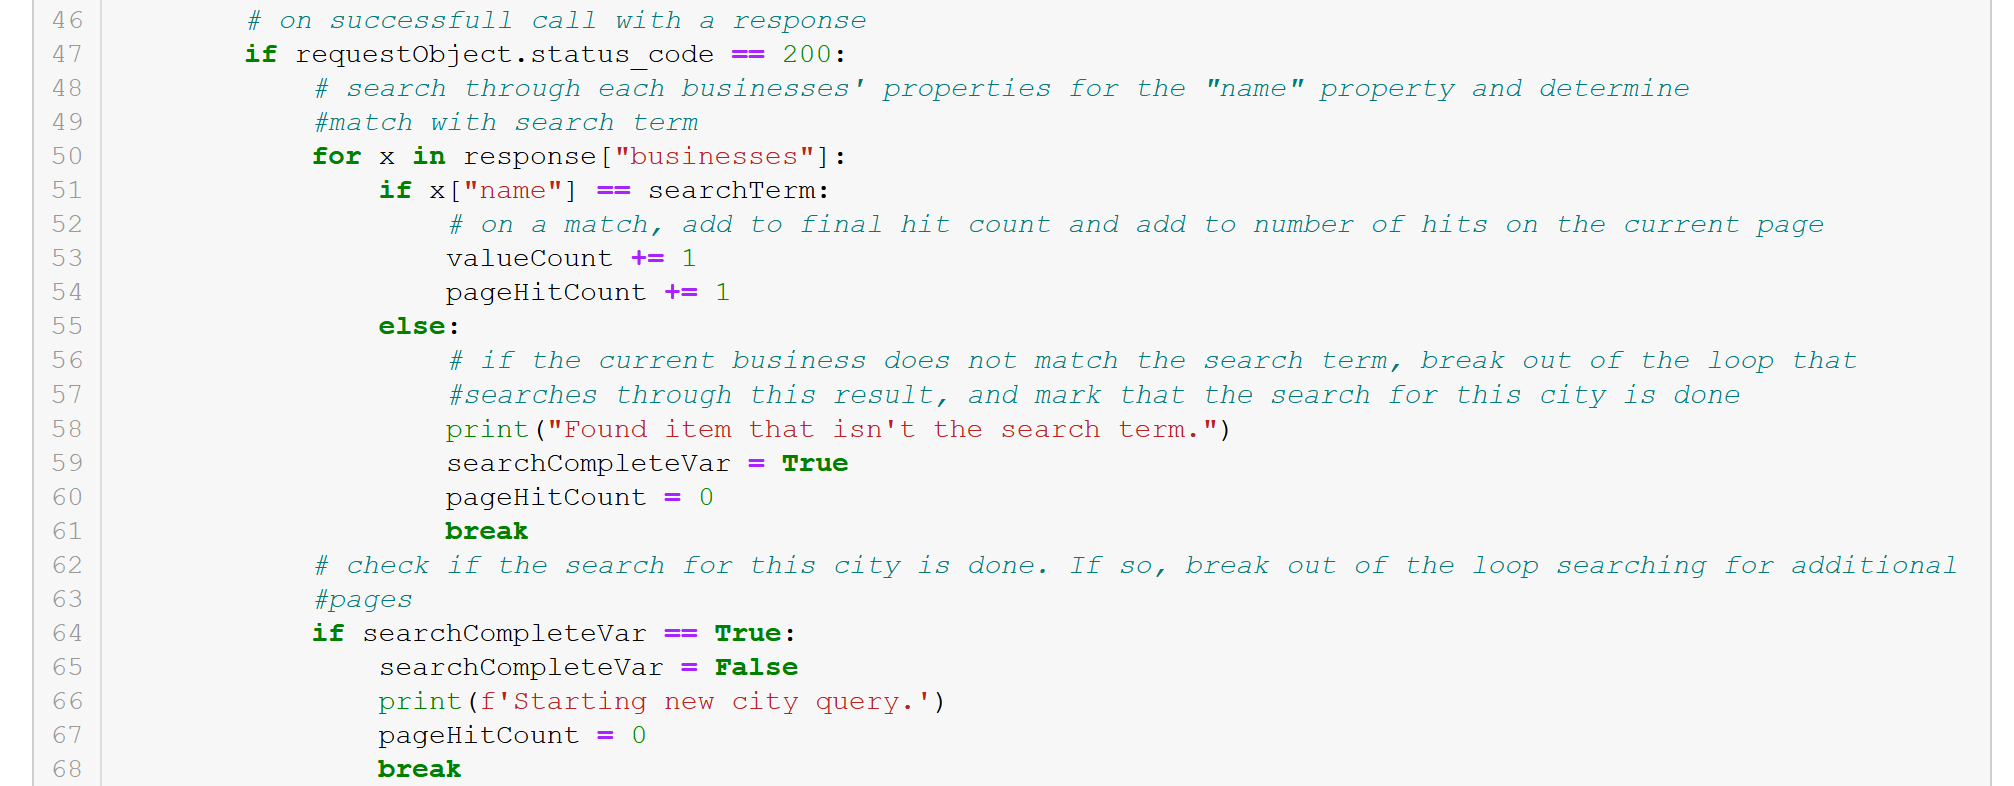 46 # on successfull call with a response
47 if requestObject.status_code == 200:
48 # search through each businesses' properties for the "name" property and determine
49 #match with search term
50 for x in response["businesses"]:
51 if x["name"] == searchTerm:
52 # on a match, add to final hit count and add to number of hits on the current page
53 valueCount += 1
54 pageHitCount += 1
55 else:
56 # if the current business does not match the search term, break out of the loop that
57 #searches through this result, and mark that the search for this city is done
58 print("Found item that isn't the search term.")
59 searchCompleteVar = True
60 pageHitCount = 0
61 break
62 # check if the search for this city is done. If so, break out of the loop searching for additional
63 #pages
64 if searchCompleteVar == True:
65 searchCompleteVar = False
66 print(f'Starting new city query.')
67 pageHitCount = 0
68 break